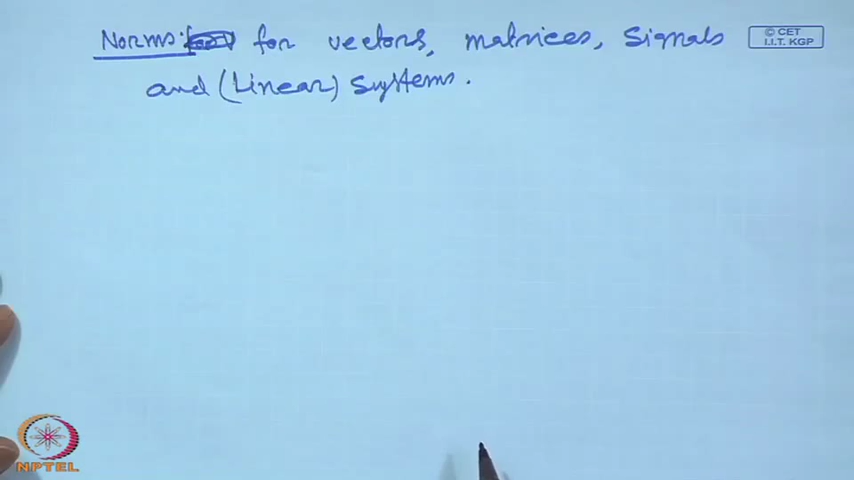 Norms: for vectors, matrices, Signals
and (Linear) Systems.
© CET
I.I.T. KGP
NPTEL